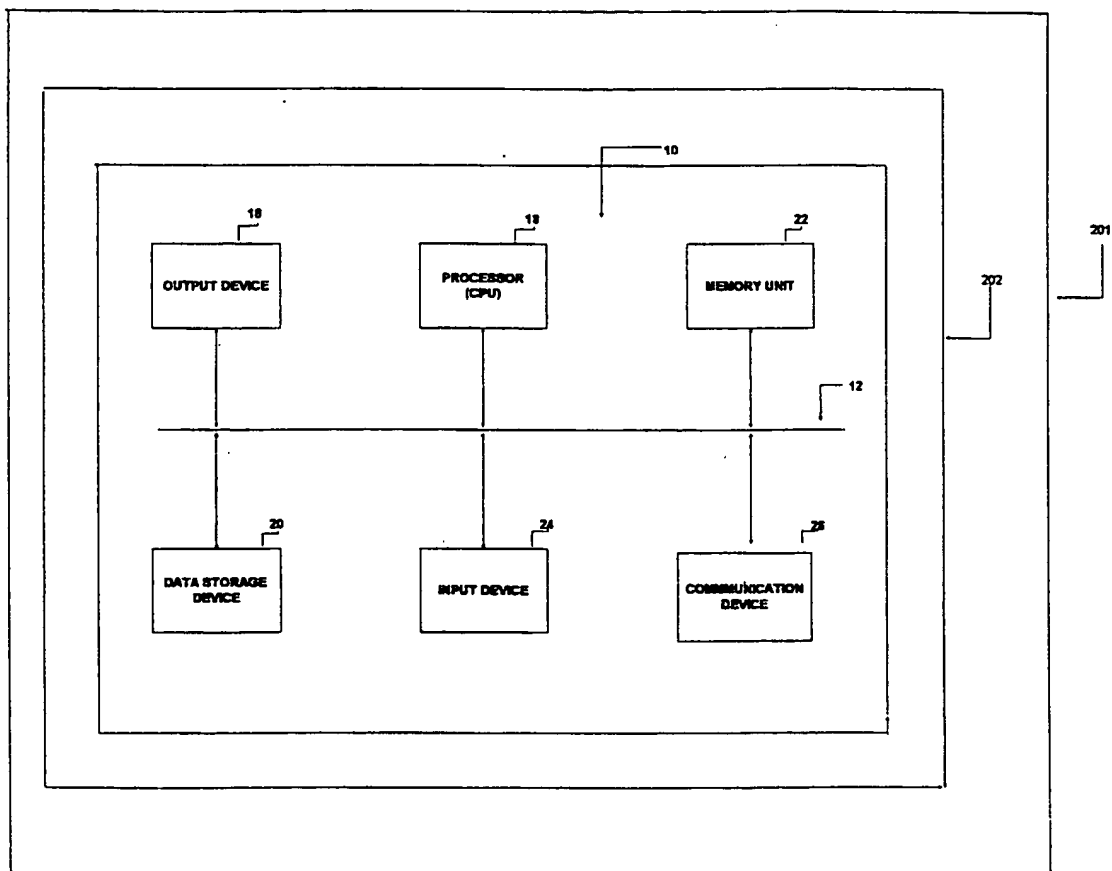 10
18
22
201
OUTPUT DEVICE
PROCESSOR
(CPU)
MEMORY UNIT
202
12
20
24
DATA STORAGE
DEVICE
INPUT DEVICE
COMMMUNICATION
DEVICE